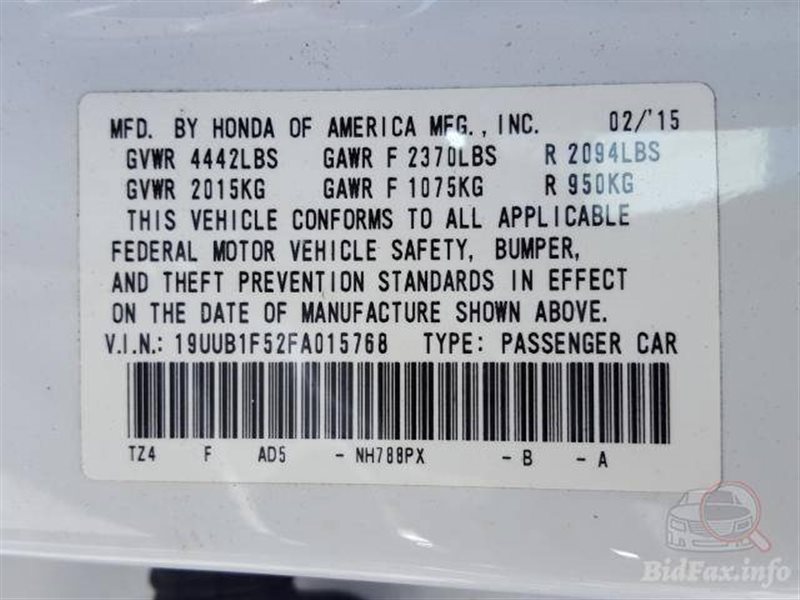 MFD. BY HONDA OF AMERICA MFG., INC. 02/'15
GVWR 4442LBS GAWR F 2370LBS R 2094LBS
GVWR 2015KG GAWR F 1075KG R 950KG
THIS VEHICLE CONFORMS TO ALL APPLICABLE
FEDERAL MOTOR VEHICLE SAFETY, BUMPER,
AND THEFT PREVENTION STANDARDS IN EFFECT
ON THE DATE OF MANUFACTURE SHOWN ABOVE.
V.I.N.: 19UUB1F52FA015768 TYPE: PASSENGER CAR
TZ4 F AD5 - NH788PX - B - A
BidFax.info